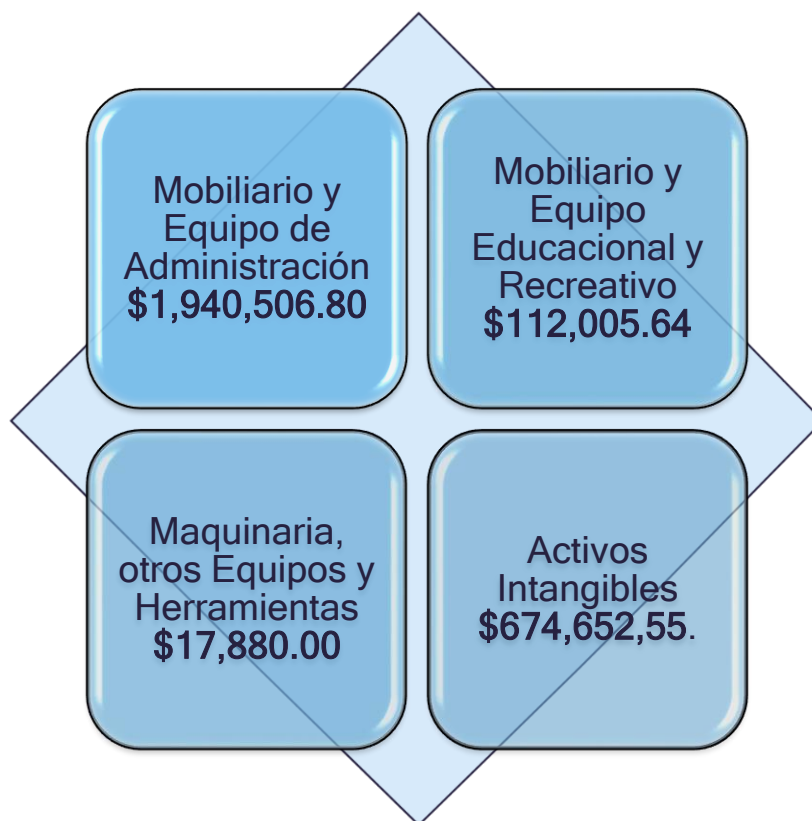 Mobiliario y
Equipo de
Administración
$1,940,506.80
Mobiliario y
Equipo
Educacional y
Recreativo
$112,005.64
Maquinaria,
otros Equipos y
Herramientas
$17,880.00
Activos
Intangibles
$674,652,55.